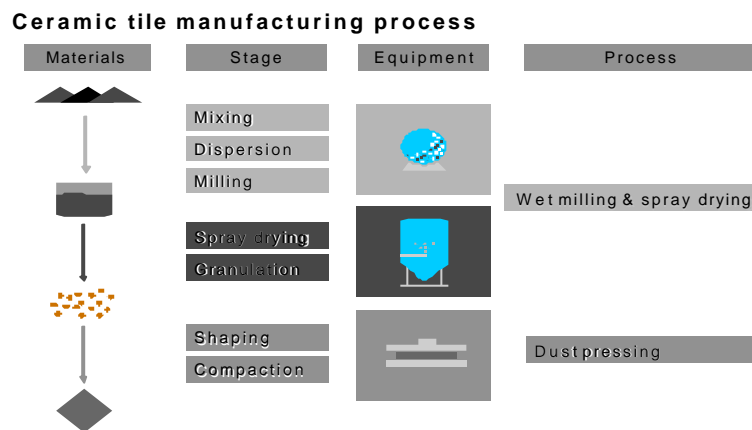 Ceramic tile manufacturing process
Materials Stage Equipment Process
Mixing
Dispersion
Milling
Wet milling & spray drying
Spray drying
Granulation
Shaping
Dust pressing
Compaction